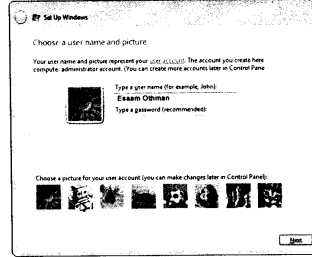 Set Up Windows
Choose a user name and picture
Your user name and picture represent your user account. The account you create here
computer administrator account. (You can create more accounts later in Control Pane
Type a user name (for example, John):
Esaam Othman
Type a password (recommended):
Choose a picture for your user account (you can make changes later in Control Panel):
Next